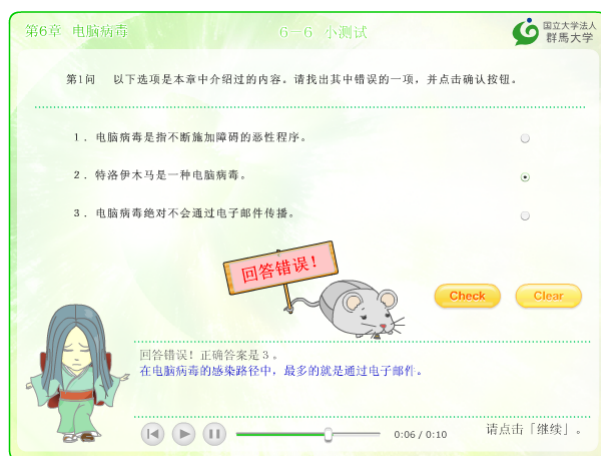 第6章 电脑病毒
6－6 小测试
国立大学法人
群馬大学
第1问 以下选项是本章中介绍过的内容。请找出其中错误的一项，并点击确认按钮。
1．电脑病毒是指不断施加障碍的恶性程序。
2．特洛伊木马是一种电脑病毒。
3．电脑病毒绝对不会通过电子邮件传播。
回答错误！
Check
Clear
回答错误！正确答案是3。
在电脑病毒的感染路径中，最多的就是通过电子邮件。
0:06 / 0:10
请点击「继续」。